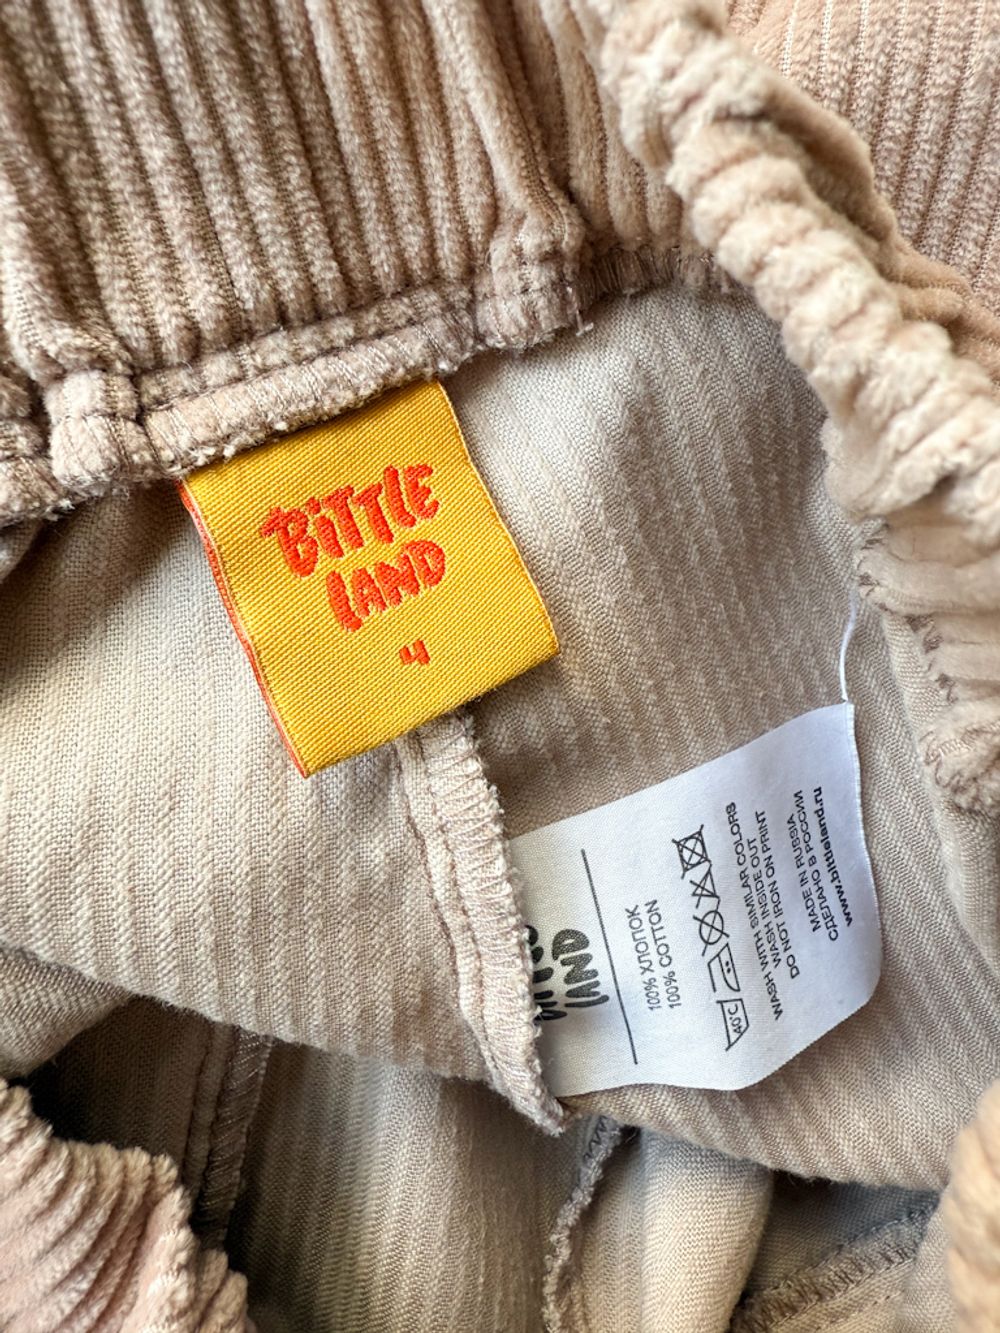 BiTTLE
LAND
4
LAND
100% ХЛОПОК
100% COTTON
40°C
WASH WITH SIMILAR COLORS
WASH INSIDE OUT
DO NOT IRON ON PRINT
MADE IN RUSSIA
СДЕЛАНО В РОССИИ
www.bittleland.ru